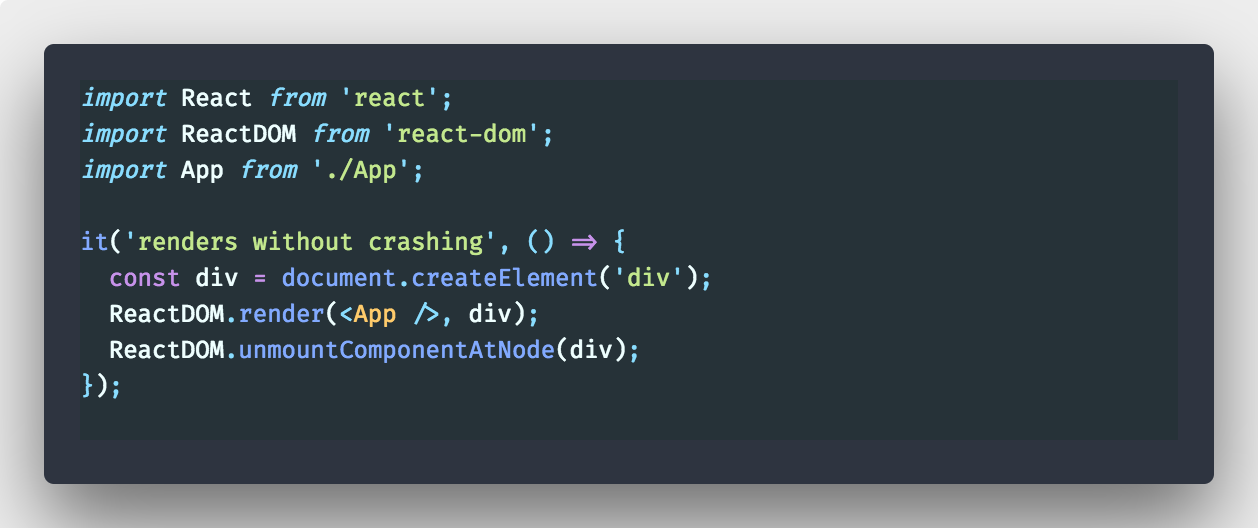 import React from 'react';
import ReactDOM from 'react-dom';
import App from './App';

it('renders without crashing', () => {
  const div = document.createElement('div');
  ReactDOM.render(<App />, div);
  ReactDOM.unmountComponentAtNode(div);
});